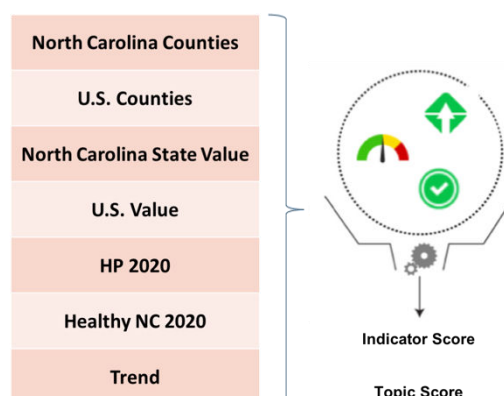 North Carolina Counties
U.S. Counties
North Carolina State Value
U.S. Value
HP 2020
Healthy NC 2020
Trend
Indicator Score
Topic Score